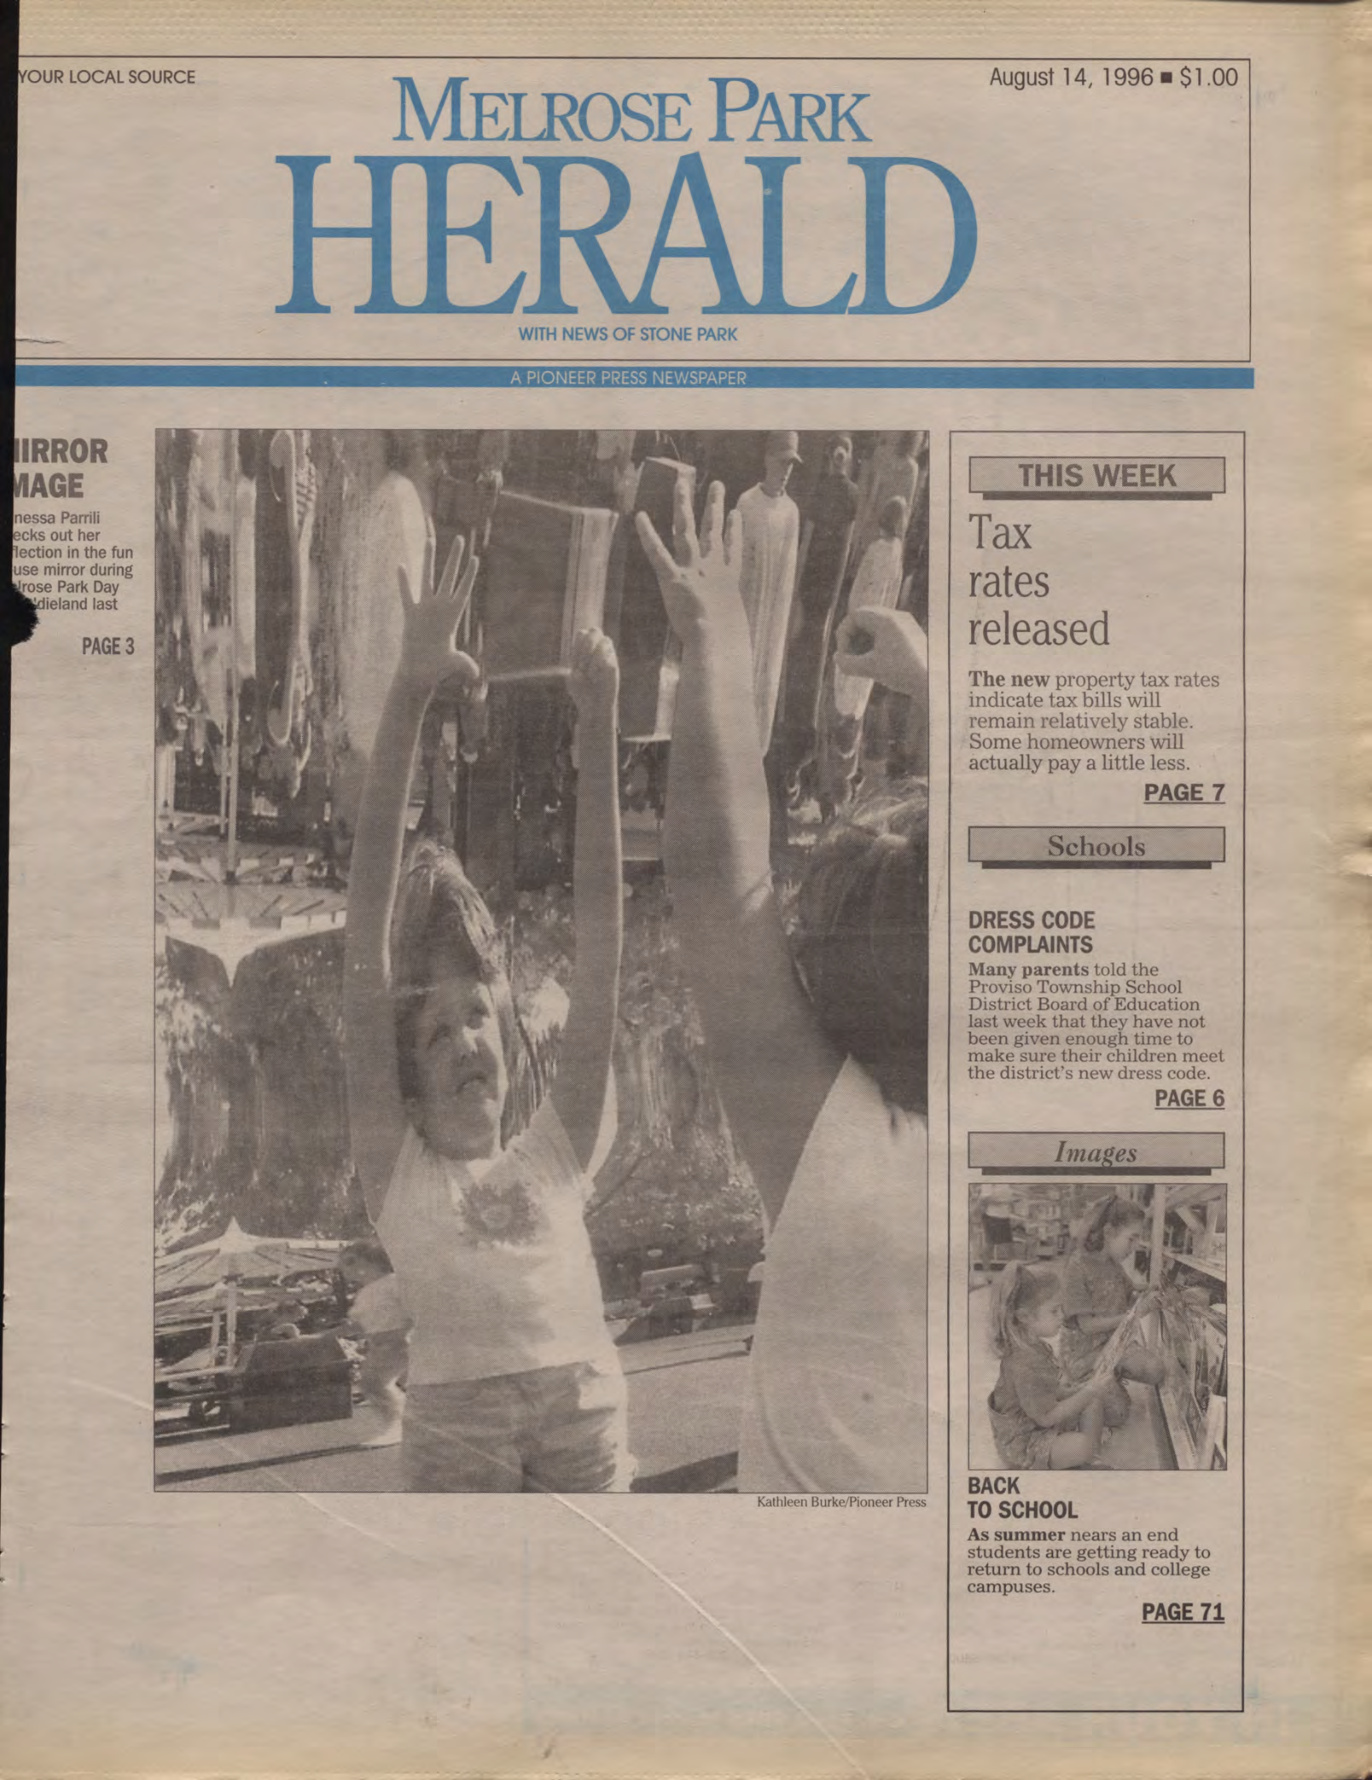 YOUR LOCAL SOURCE
August 14, 1996 ■ $1.00
MELROSE PARK
HERALD
WITH NEWS OF STONE PARK
A PIONEER PRESS NEWSPAPER
IRROR
MAGE
nessa Parrili
ecks out her
flection in the fun
use mirror during
lrose Park Day
dieland last
PAGE 3
Kathleen Burke/Pioneer Press
THIS WEEK
Tax
rates
released
The new property tax rates
indicate tax bills will
remain relatively stable.
Some homeowners will
actually pay a little less.
PAGE 7
Schools
DRESS CODE
COMPLAINTS
Many parents told the
Proviso Township School
District Board of Education
last week that they have not
been given enough time to
make sure their children meet
the district's new dress code.
PAGE 6
Images
BACK
TO SCHOOL
As summer nears an end
students are getting ready to
return to schools and college
campuses.
PAGE 71